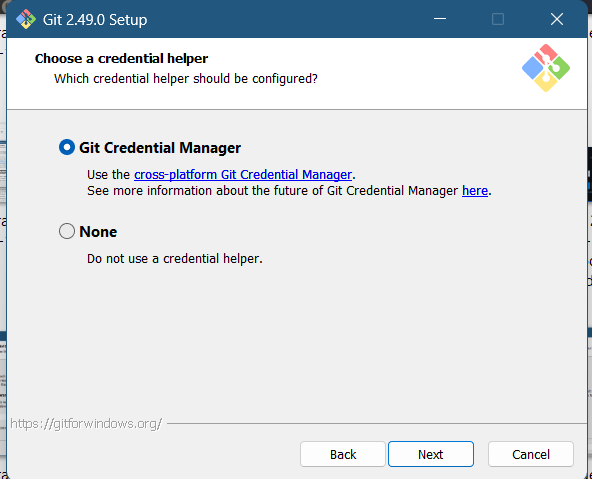 Git 2.49.0 Setup
Choose a credential helper
Which credential helper should be configured?
Git Credential Manager
Use the cross-platform Git Credential Manager.
See more information about the future of Git Credential Manager here.
None
Do not use a credential helper.
https://gitforwindows.org/
Back
Next
Cancel